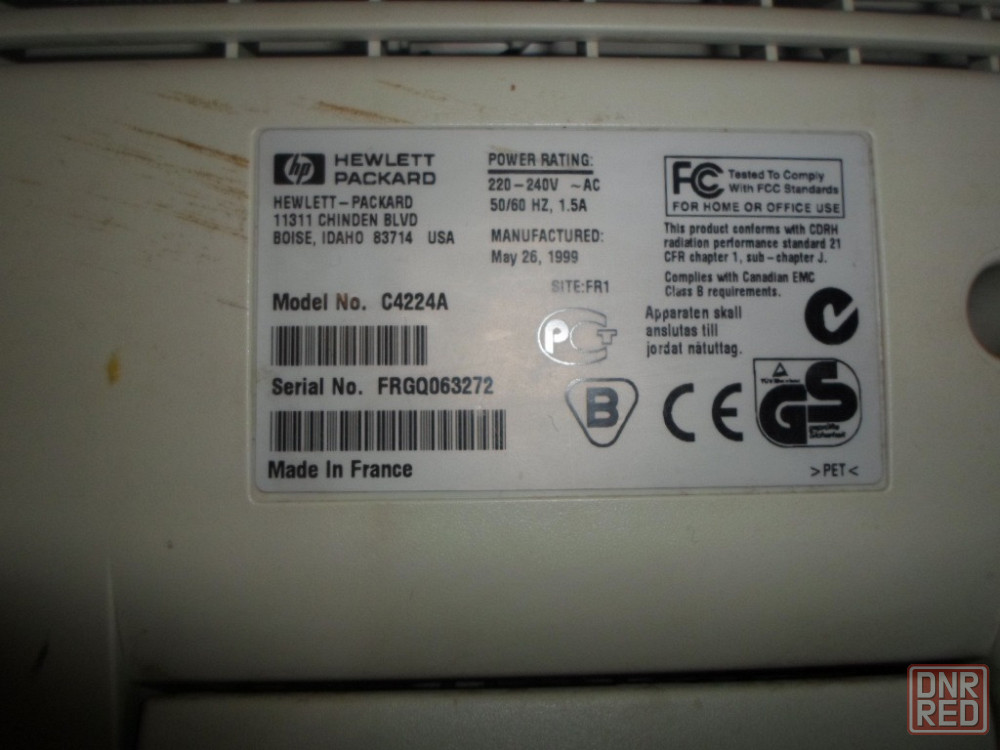 hp HEWLETT
PACKARD
HEWLETT-PACKARD
11311 CHINDEN BLVD
BOISE, IDAHO 83714 USA
POWER RATING:
220-240V ~AC
50/60 HZ, 1.5A
MANUFACTURED:
May 26, 1999
SITE:FR1
FCC Tested To Comply
With FCC Standards
FOR HOME OR OFFICE USE
This product conforms with CDRH
radiation performance standard 21
CFR chapter 1, sub-chapter J.
Complies with Canadian EMC
Class B requirements.
Apparaten skall
anslutas till
jordat nätuttag.
Model No. C4224A
Serial No. FRGQ063272
Made In France
PCT
B
CE
GS
geprüfte
Sicherheit
>PET<
DNR
RED